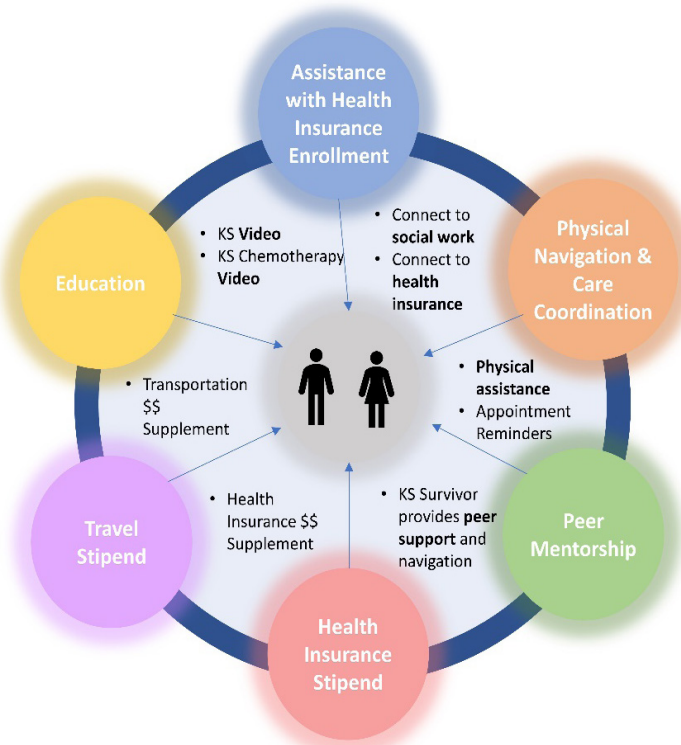 Assistance
with Health
Insurance
Enrollment
• KS Video
• KS Chemotherapy
Video
• Connect to
social work
• Connect to
health
insurance
Physical
Navigation &
Care
Coordination
Education
• Transportation
$$
Supplement
• Physical
assistance
• Appointment
Reminders
Travel
Stipend
• Health
Insurance $$
Supplement
• KS Survivor
provides peer
support and
navigation
Peer
Mentorship
Health
Insurance
Stipend